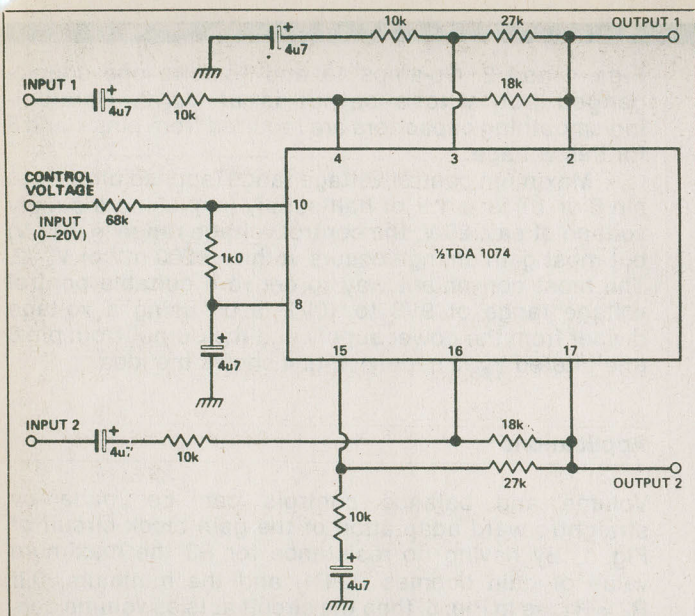 10k 27k OUTPUT 1
4u7
INPUT 1
18k
4u7 10k
4 3 2
CONTROL
VOLTAGE
10
INPUT 68k
(0–20V)
1k0
½TDA 1074
8
4u7
15 16 17
INPUT 2
18k
10k
27k OUTPUT 2
10k
4u7